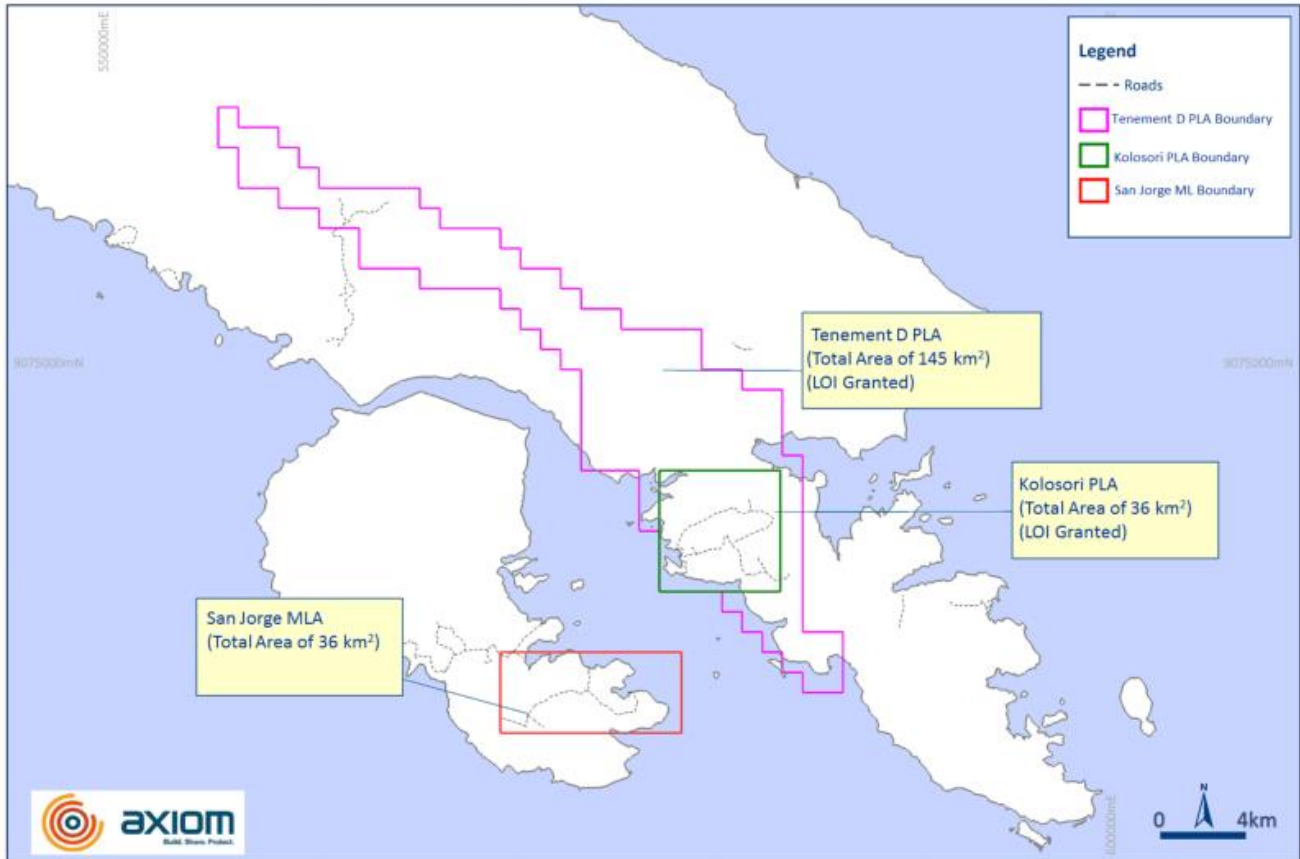 550000mE
Legend
Roads
Tenement D PLA Boundary
Kolosori PLA Boundary
San Jorge ML Boundary
9075000mN
9075000mN
Tenement D PLA
(Total Area of 145 km²)
(LOI Granted)
Kolosori PLA
(Total Area of 36 km²)
(LOI Granted)
San Jorge MLA
(Total Area of 36 km²)
axiom
Build. Share. Protect.
600000mE
N
0 4km